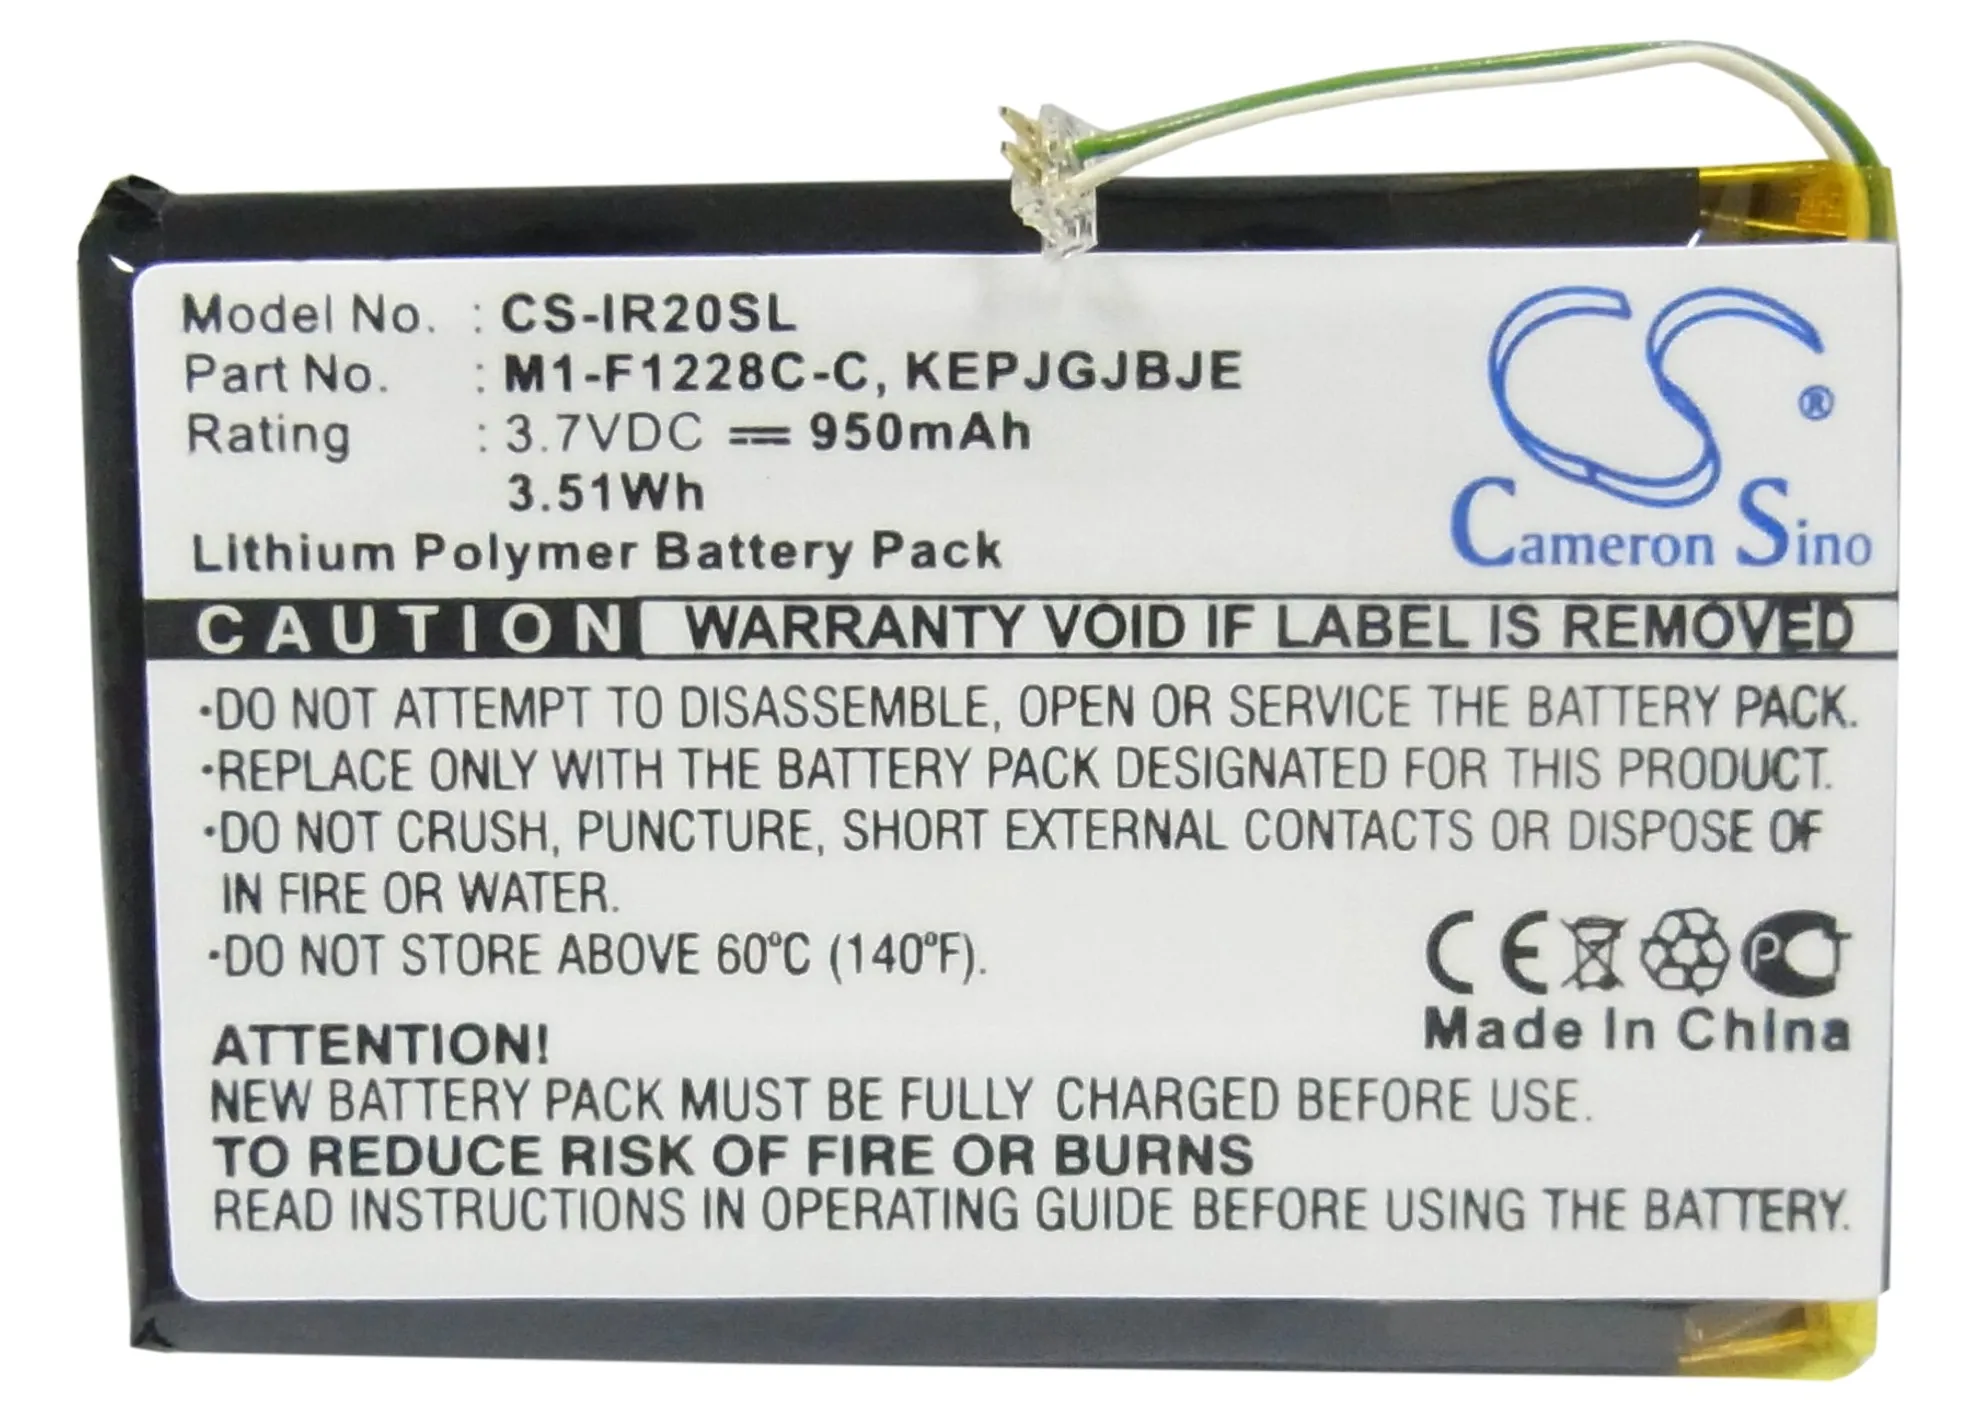 Model No. : CS-IR20SL
Part No. : M1-F1228C-C, KEPJGJBJE
Rating : 3.7VDC ⎓ 950mAh
3.51Wh
Lithium Polymer Battery Pack
CS ®
Cameron Sino
CAUTION WARRANTY VOID IF LABEL IS REMOVED
·DO NOT ATTEMPT TO DISASSEMBLE, OPEN OR SERVICE THE BATTERY PACK.
·REPLACE ONLY WITH THE BATTERY PACK DESIGNATED FOR THIS PRODUCT.
·DO NOT CRUSH, PUNCTURE, SHORT EXTERNAL CONTACTS OR DISPOSE OF
IN FIRE OR WATER.
·DO NOT STORE ABOVE 60ºC (140ºF).
CE PC
Made In China
ATTENTION!
NEW BATTERY PACK MUST BE FULLY CHARGED BEFORE USE.
TO REDUCE RISK OF FIRE OR BURNS
READ INSTRUCTIONS IN OPERATING GUIDE BEFORE USING THE BATTERY.